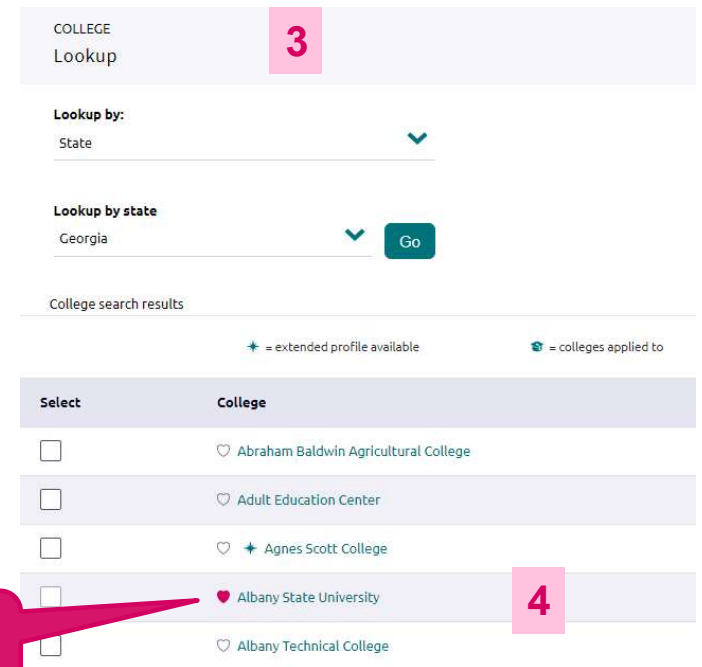 COLLEGE
Lookup
3
Lookup by:
State
Lookup by state
Georgia
Go
College search results
= extended profile available
= colleges applied to
Select College
Abraham Baldwin Agricultural College
Adult Education Center
Agnes Scott College
Albany State University
4
Albany Technical College